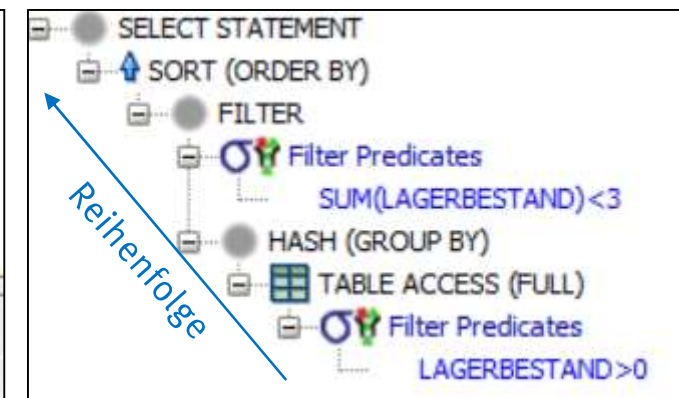 SELECT STATEMENT
SORT (ORDER BY)
FILTER
Filter Predicates
SUM(LAGERBESTAND)<3
HASH (GROUP BY)
TABLE ACCESS (FULL)
Filter Predicates
LAGERBESTAND>0
Reihenfolge